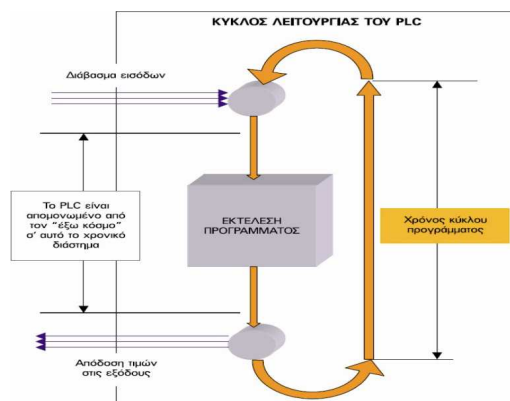 ΚΥΚΛΟΣ ΛΕΙΤΟΥΡΓΙΑΣ ΤΟΥ PLC
Διάβασμα εισόδων
Το PLC είναι
απομονωμένο από
τον "έξω κόσμο"
σ' αυτό το χρονικό
διάστημα
ΕΚΤΕΛΕΣΗ
ΠΡΟΓΡΑΜΜΑΤΟΣ
Χρόνος κύκλου
προγράμματος
Απόδοση τιμών
στις εξόδους